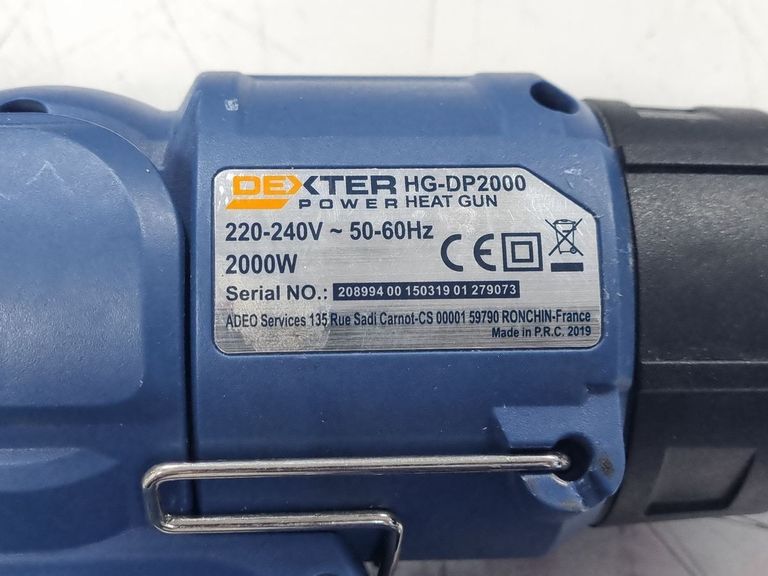 DEXTER HG-DP2000
POWER HEAT GUN
220-240V ~ 50-60Hz
2000W
CE
Serial NO.: 208994 00 150319 01 279073
ADEO Services 135 Rue Sadi Carnot-CS 00001 59790 RONCHIN-France
Made in P.R.C. 2019